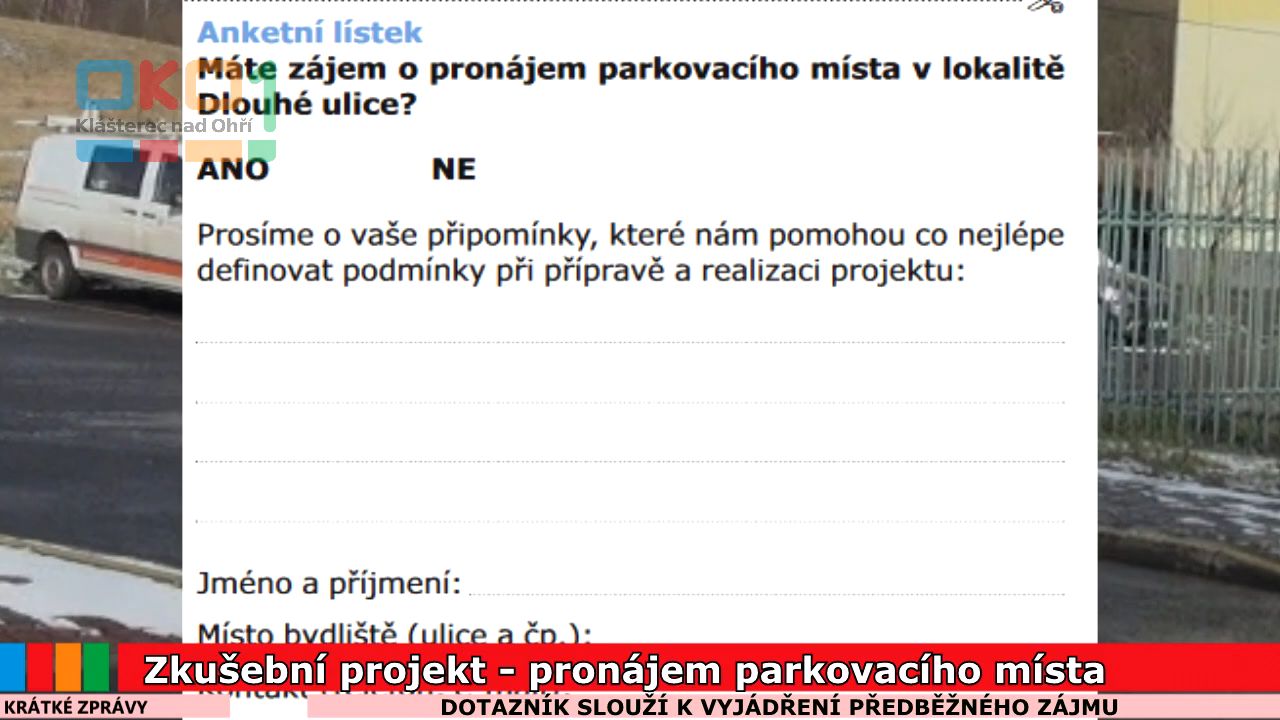 Anketní lístek
Máte zájem o pronájem parkovacího místa v lokalitě
Dlouhé ulice?
OKO1
Klášterec nad Ohří
ANO NE
Prosíme o vaše připomínky, které nám pomohou co nejlépe
definovat podmínky při přípravě a realizaci projektu:
Jméno a příjmení:
Místo bydliště (ulice a čp.):
Zkušební projekt - pronájem parkovacího místa
KRÁTKÉ ZPRÁVY
DOTAZNÍK SLOUŽÍ K VYJÁDŘENÍ PŘEDBĚŽNÉHO ZÁJMU